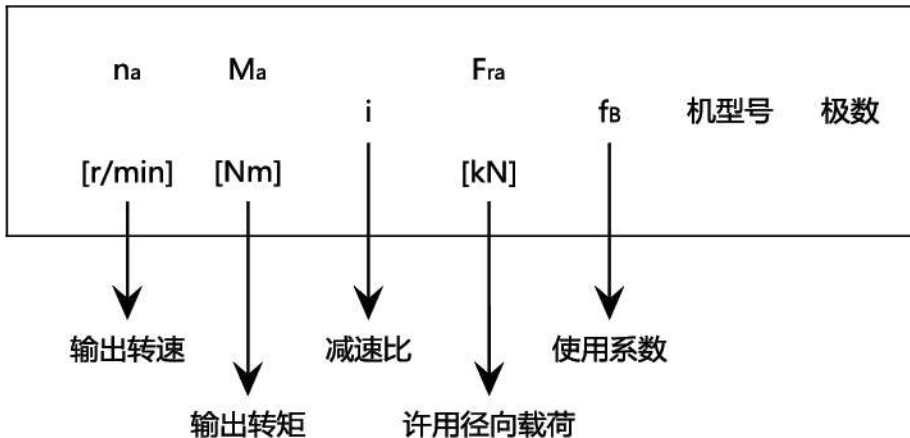 na Ma Fra
i fB 机型号 极数
[r/min] [Nm] [kN]
输出转速 减速比 使用系数
输出转矩 许用径向载荷